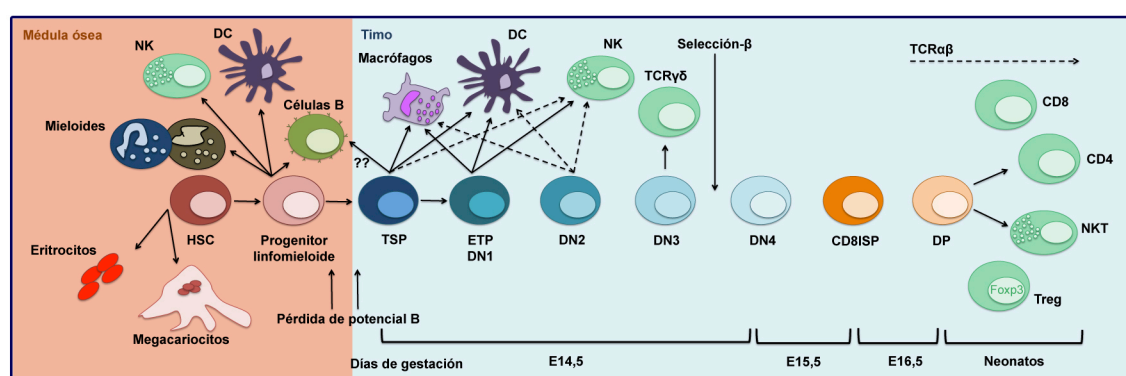 Médula ósea
Timo
NK
DC
Macrófagos
DC
NK
Selección-β
TCRαβ
TCRγδ
CD8
Células B
Mieloides
CD4
??
HSC
Progenitor
linfomieloide
TSP
ETP
DN1
DN2
DN3
DN4
CD8ISP
DP
NKT
Eritrocitos
Foxp3
Treg
Megacariocitos
Pérdida de potencial B
Días de gestación
E14,5
E15,5
E16,5
Neonatos